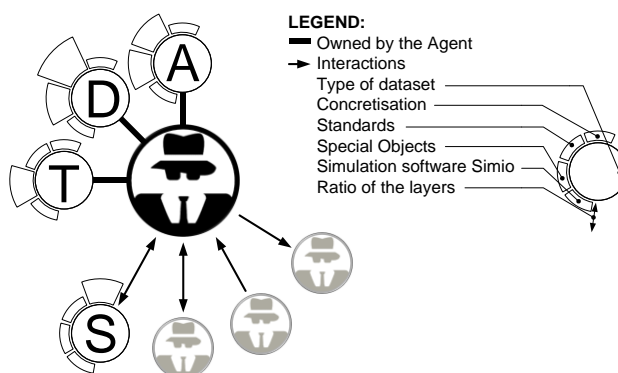 A
D
T
S
LEGEND:
Owned by the Agent
Interactions
Type of dataset
Concretisation
Standards
Special Objects
Simulation software Simio
Ratio of the layers